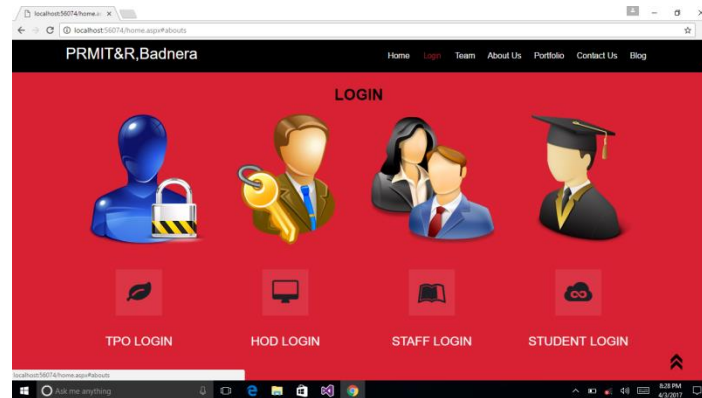 localhost:56074/home.as
localhost:56074/home.aspx#abouts
PRMIT&R,Badnera
Home Login Team About Us Portfolio Contact Us Blog
LOGIN
TPO LOGIN HOD LOGIN STAFF LOGIN STUDENT LOGIN
localhost:56074/home.aspx#abouts
Ask me anything
8:28 PM
4/3/2017